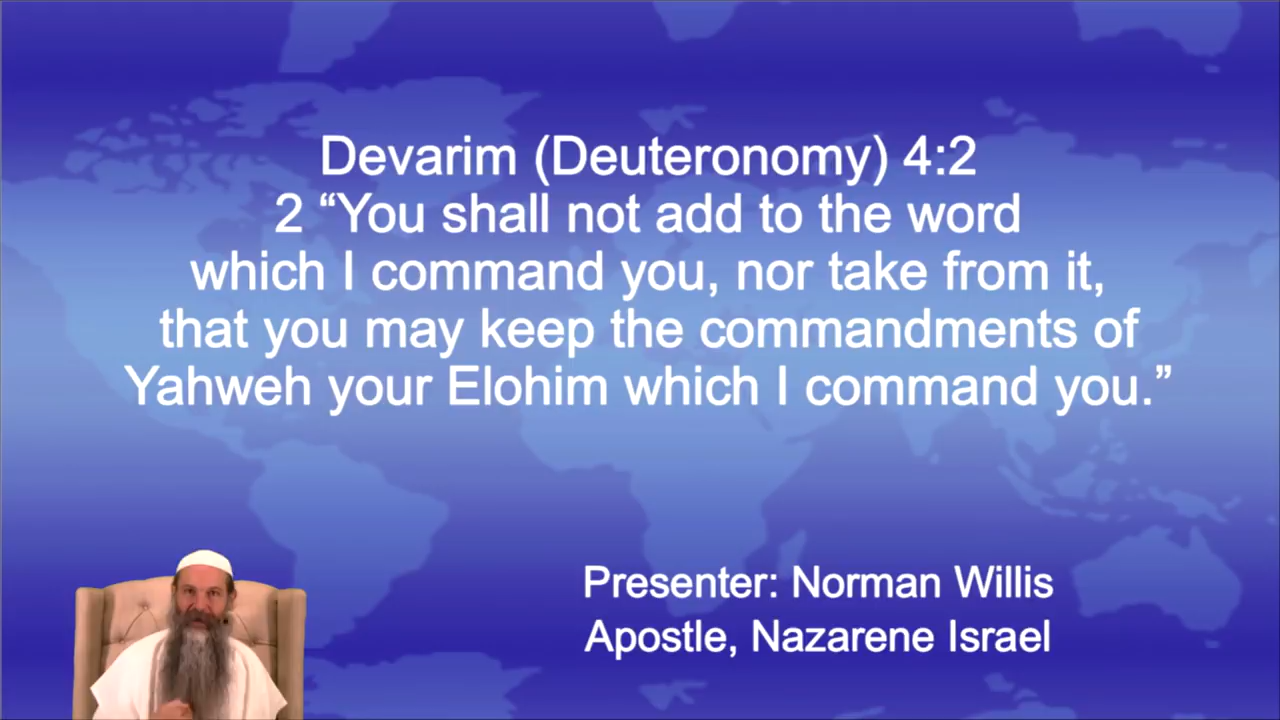 Devarim (Deuteronomy) 4:2
2 “You shall not add to the word
which I command you, nor take from it,
that you may keep the commandments of
Yahweh your Elohim which I command you.”
Presenter: Norman Willis
Apostle, Nazarene Israel